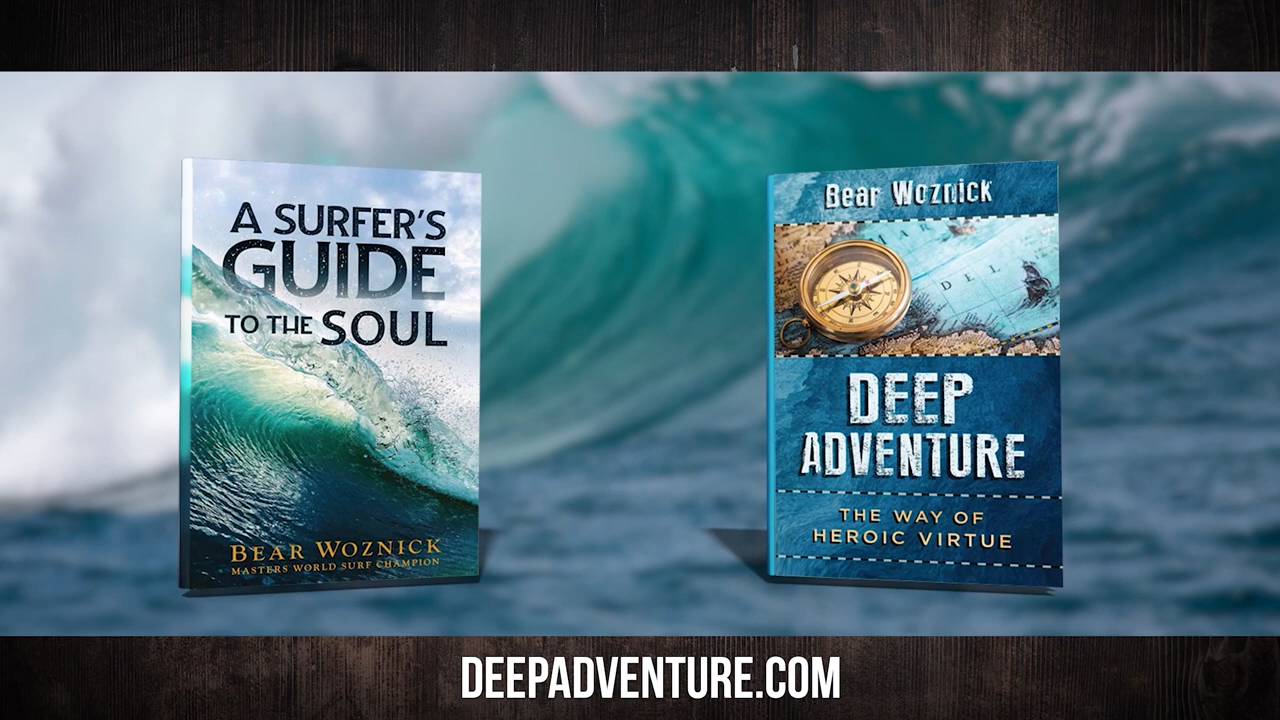 A SURFER'S
GUIDE
TO THE SOUL
BEAR WOZNICK
MASTERS WORLD SURF CHAMPION
Bear Woznick
DEL
DEEP
ADVENTURE
THE WAY OF
HEROIC VIRTUE
DEEPADVENTURE.COM